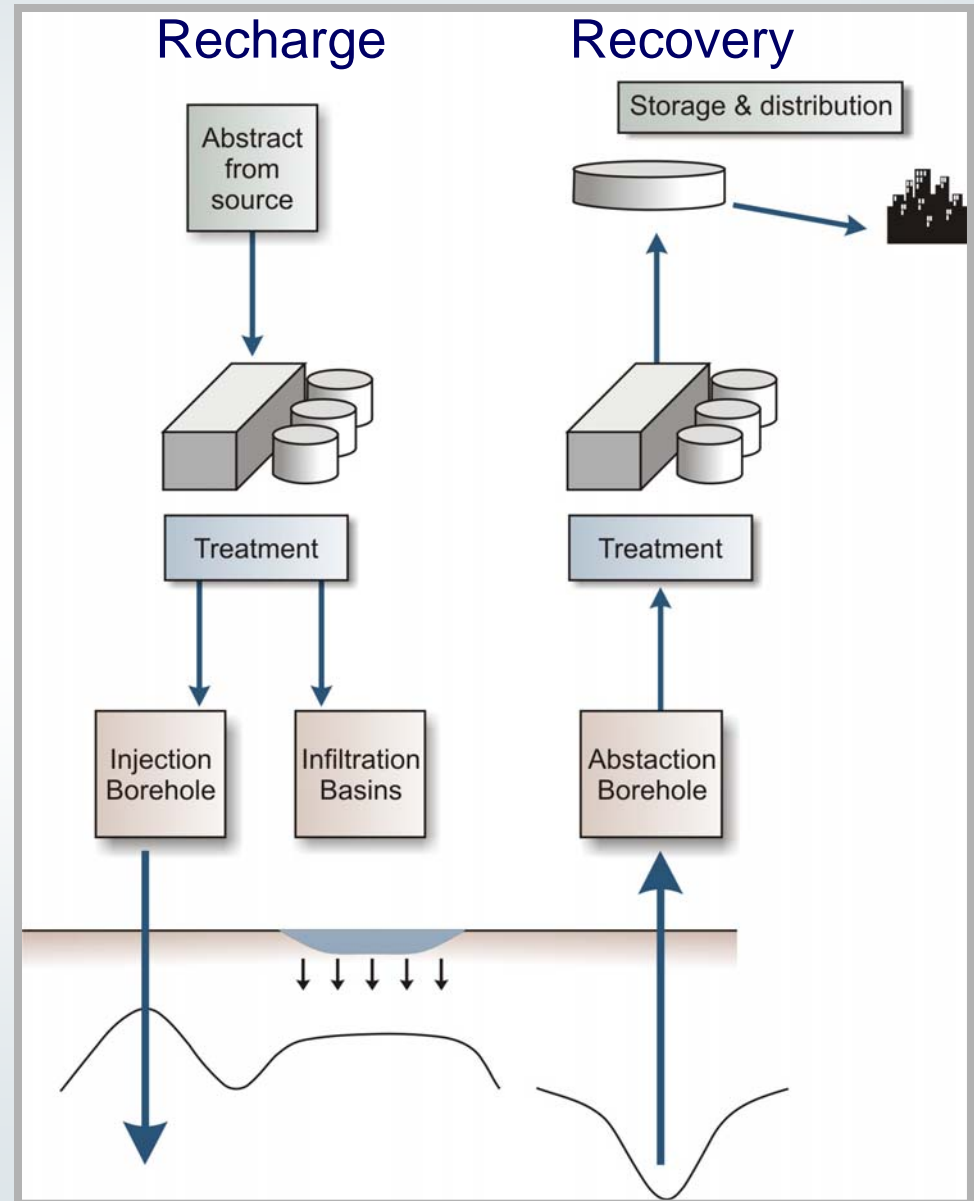 Recharge
Recovery
Storage & distribution
Abstract
from
source
Treatment
Treatment
Injection
Borehole
Infiltration
Basins
Abstaction
Borehole